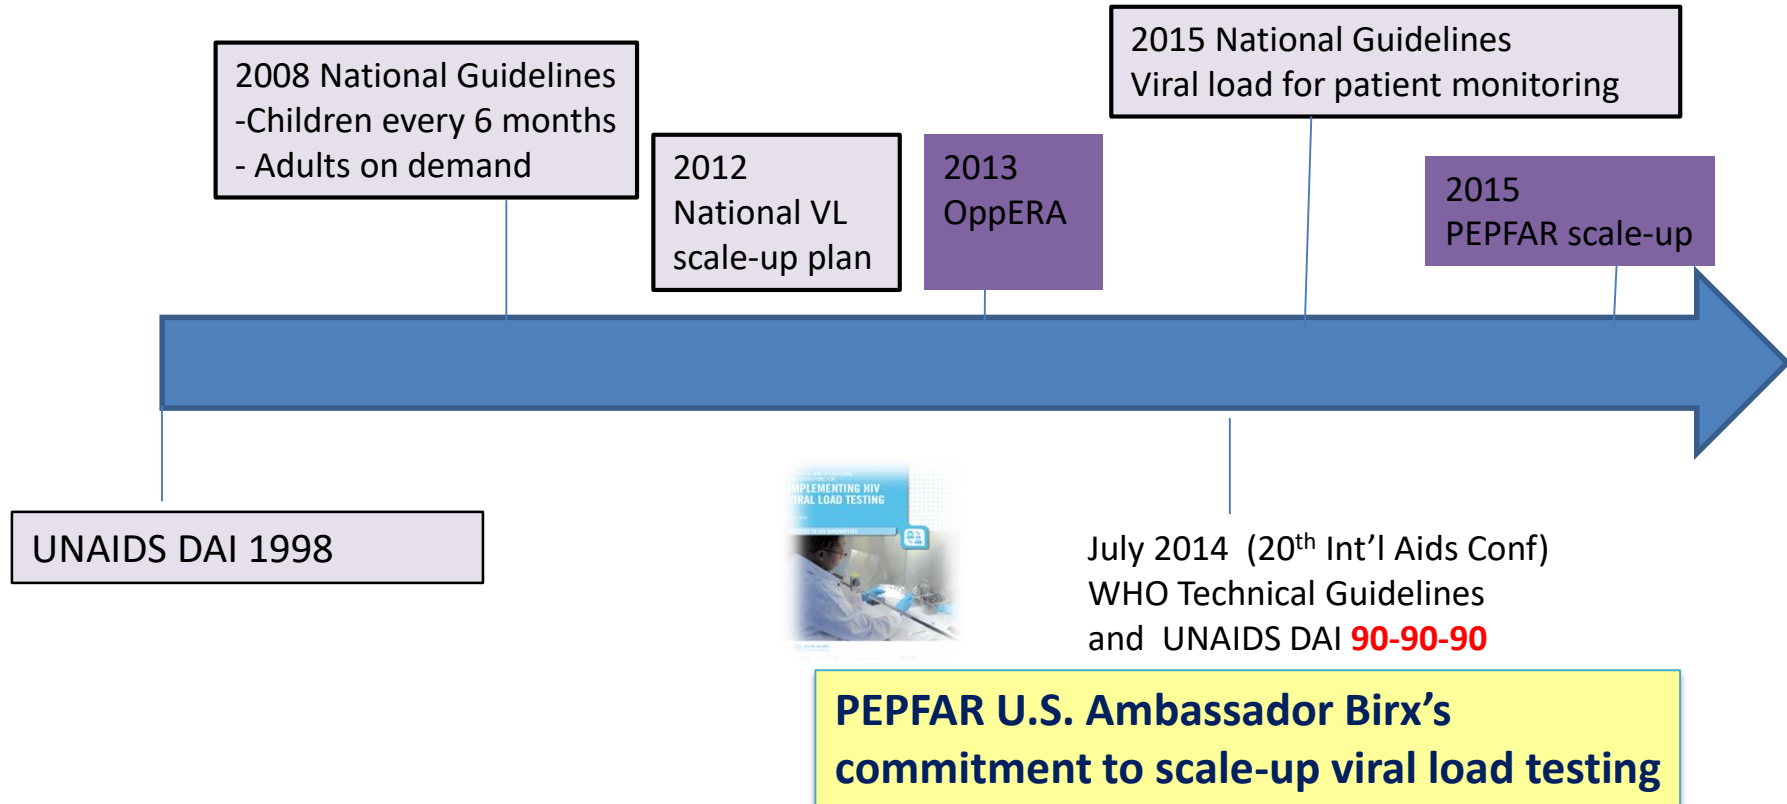 2008 National Guidelines
-Children every 6 months
- Adults on demand
2012
National VL
scale-up plan
2013
OppERA
2015 National Guidelines
Viral load for patient monitoring
2015
PEPFAR scale-up
UNAIDS DAI 1998
IMPLEMENTING HIV
VIRAL LOAD TESTING
July 2014 (20th Int’l Aids Conf)
WHO Technical Guidelines
and UNAIDS DAI 90-90-90
PEPFAR U.S. Ambassador Birx’s
commitment to scale-up viral load testing